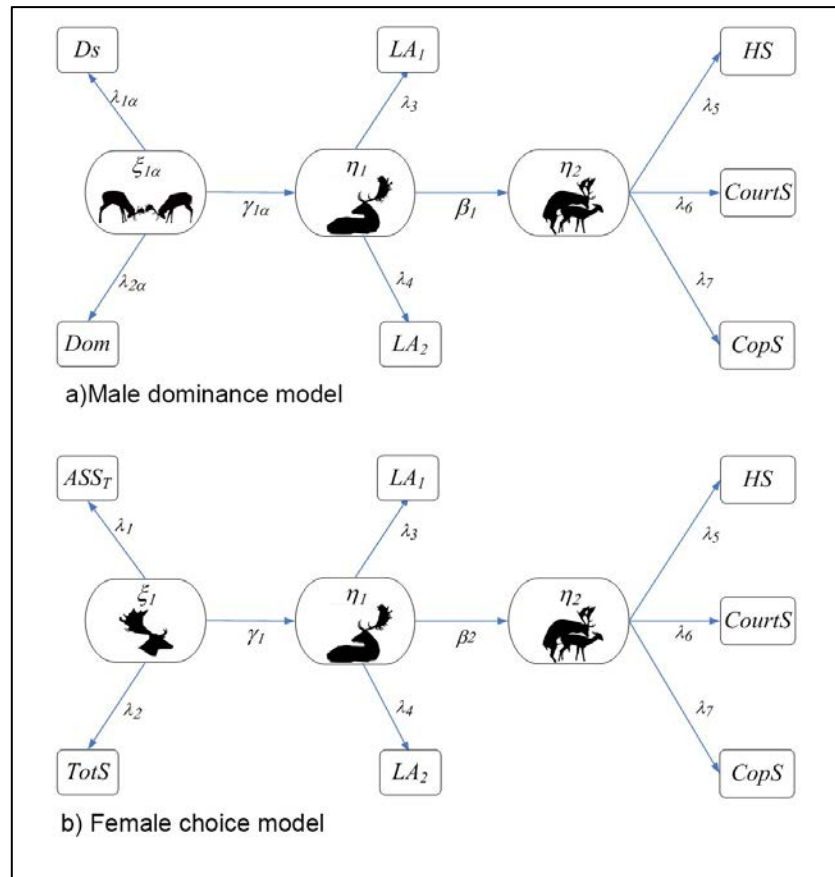 Ds
LA₁
HS
λ₁α
λ₃
λ₅
ξ₁α
η₁
η₂
CourtS
γ₁α
β₁
λ₆
λ₂α
λ₄
λ₇
Dom
LA₂
CopS
a)Male dominance model
ASS_T
LA₁
HS
λ₁
λ₃
λ₅
ξ₁
η₁
η₂
CourtS
γ₁
β2
λ₆
λ₂
λ₄
λ₇
TotS
LA₂
CopS
b) Female choice model